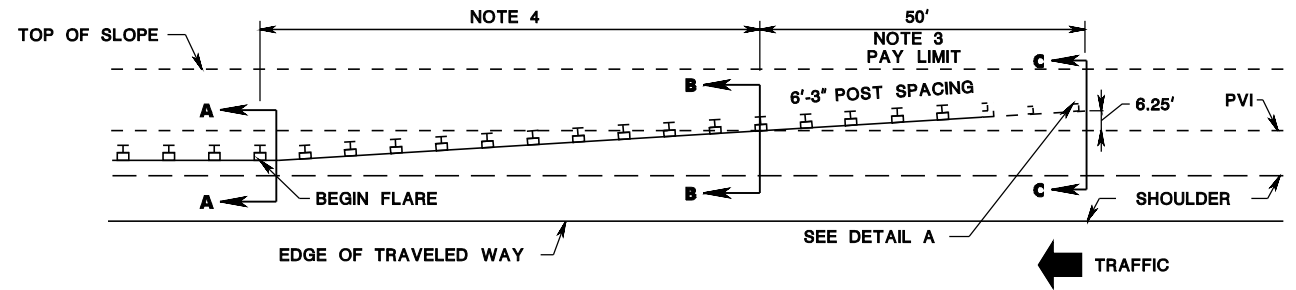 NOTE 4
50'
NOTE 3
PAY LIMIT
TOP OF SLOPE
C
B
6'-3" POST SPACING
A
6.25'
PVI
A
BEGIN FLARE
B
C
SHOULDER
SEE DETAIL A
EDGE OF TRAVELED WAY
TRAFFIC